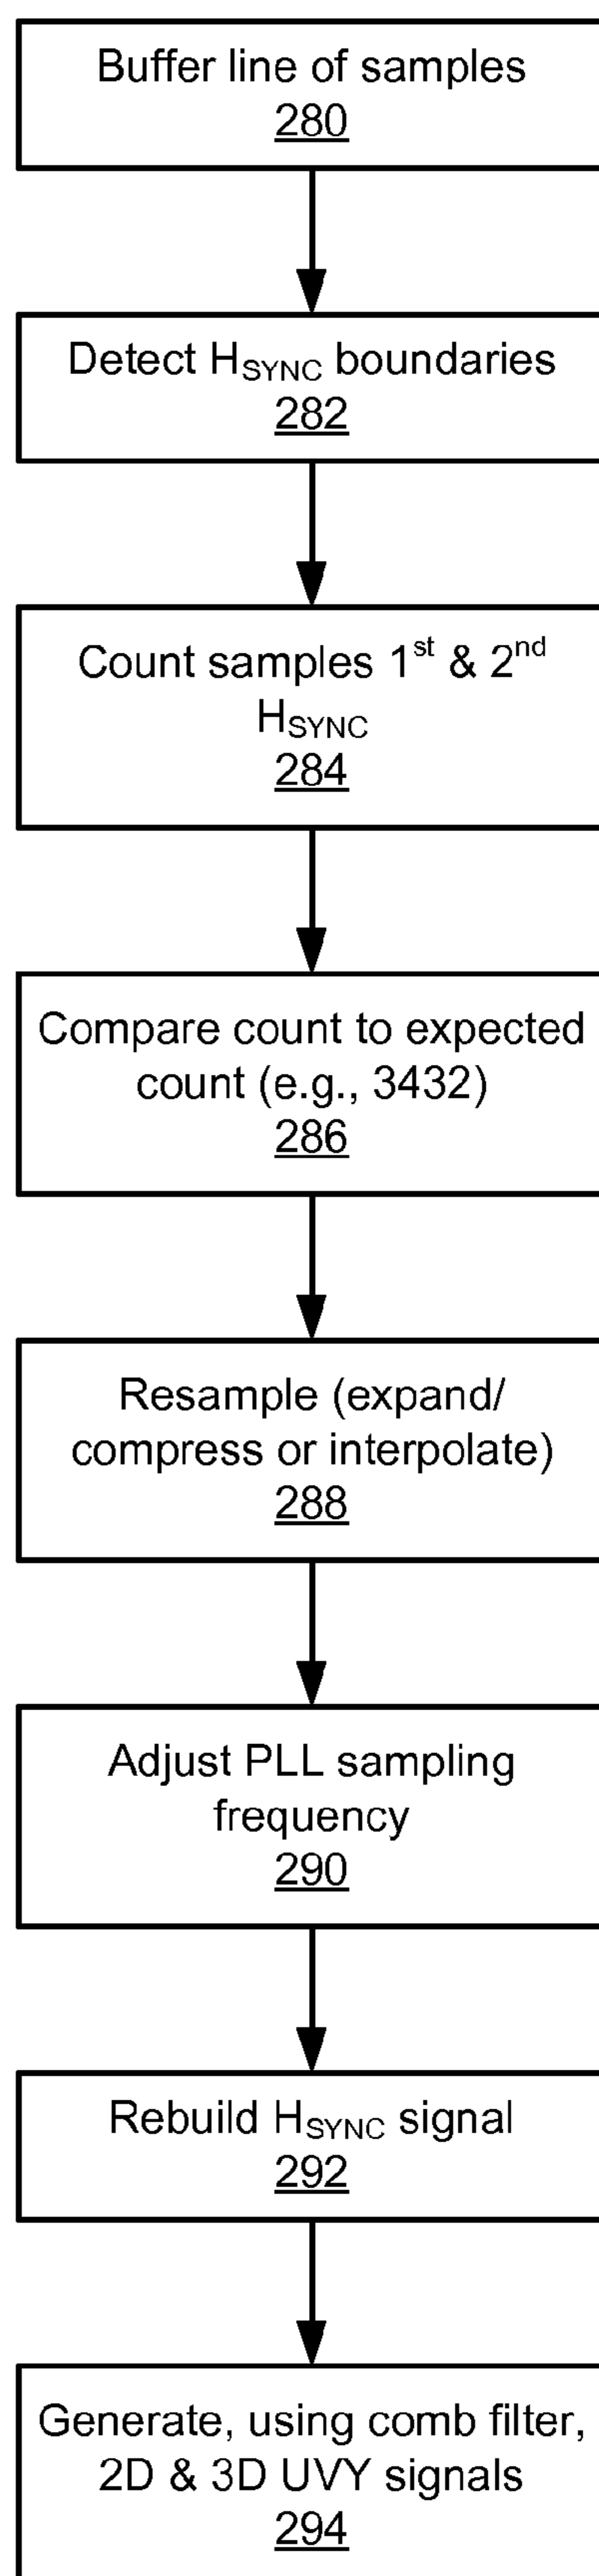 Buffer line of samples
280
Detect HSYNC boundaries
282
Count samples 1st & 2nd
HSYNC
284
Compare count to expected
count (e.g., 3432)
286
Resample (expand/
compress or interpolate)
288
Adjust PLL sampling
frequency
290
Rebuild HSYNC signal
292
Generate, using comb filter,
2D & 3D UVY signals
294